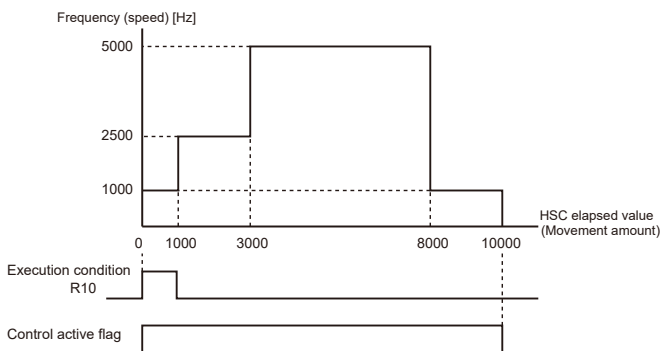 Frequency (speed) [Hz]
5000
2500
1000
HSC elapsed value
(Movement amount)
0 1000 3000 8000 10000
Execution condition
R10
Control active flag